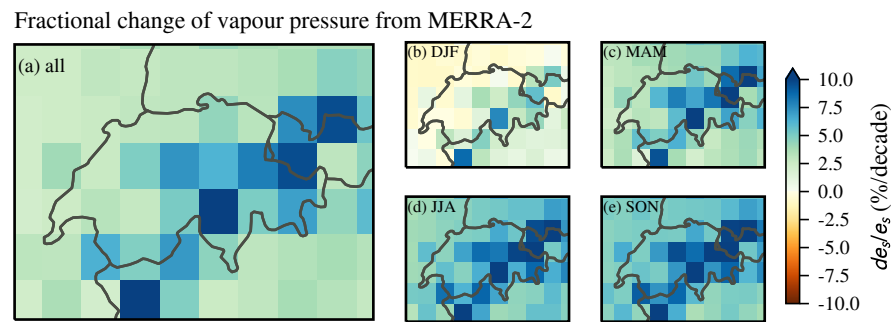 Fractional change of vapour pressure from MERRA-2
(a) all
(b) DJF
(c) MAM
(d) JJA
(e) SON
10.0
7.5
5.0
2.5
0.0
-2.5
-5.0
-7.5
-10.0
de_s/e_s (%/decade)